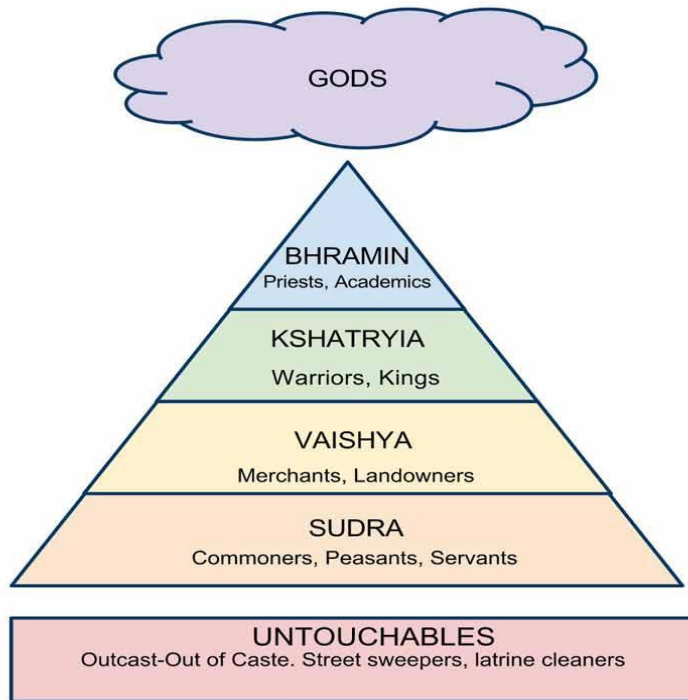 GODS
BHRAMIN
Priests, Academics
KSHATRYIA
Warriors, Kings
VAISHYA
Merchants, Landowners
SUDRA
Commoners, Peasants, Servants
UNTOUCHABLES
Outcast-Out of Caste. Street sweepers, latrine cleaners